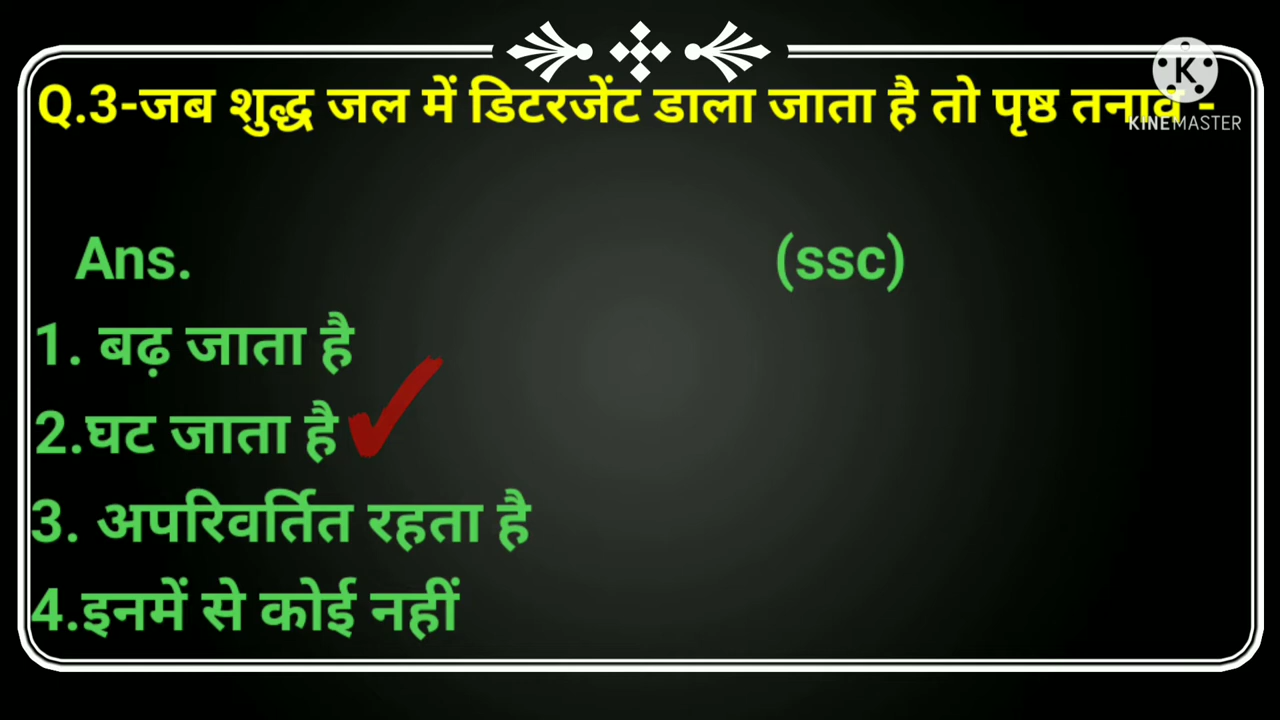 Q.3-जब शुद्ध जल में डिटरजेंट डाला जाता है तो पृष्ठ तनाव -
K
KINEMASTER
Ans. (ssc)
1. बढ़ जाता है
2.घट जाता है
3. अपरिवर्तित रहता है
4.इनमें से कोई नहीं